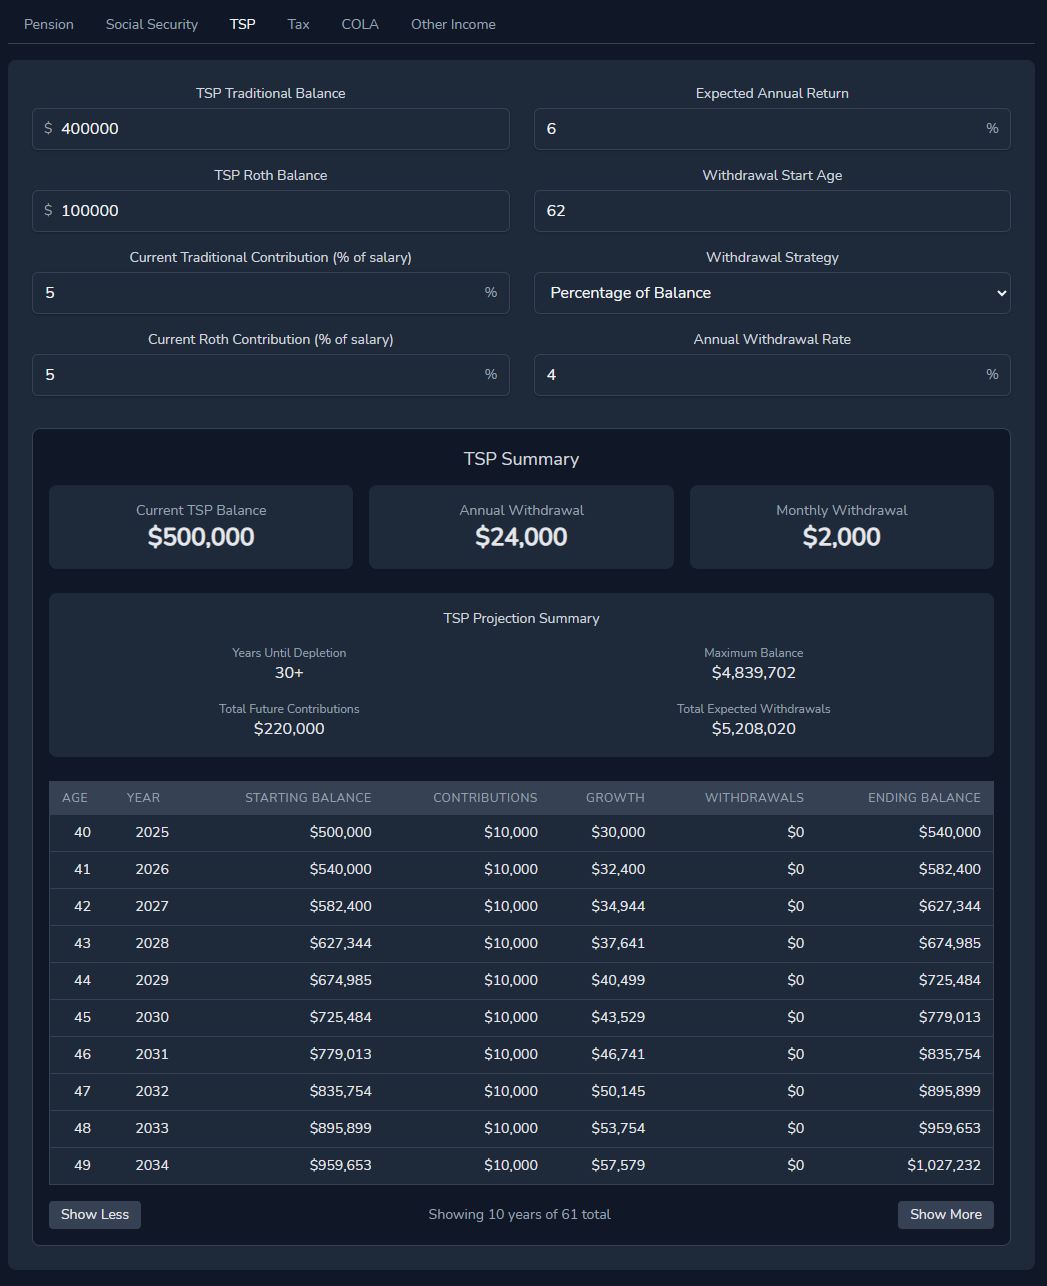 Pension Social Security TSP Tax COLA Other Income
TSP Traditional Balance
$ 400000
Expected Annual Return
6 %
TSP Roth Balance
$ 100000
Withdrawal Start Age
62
Current Traditional Contribution (% of salary)
5 %
Withdrawal Strategy
Percentage of Balance
Current Roth Contribution (% of salary)
5 %
Annual Withdrawal Rate
4 %
TSP Summary
Current TSP Balance
$500,000
Annual Withdrawal
$24,000
Monthly Withdrawal
$2,000
TSP Projection Summary
Years Until Depletion
30+
Maximum Balance
$4,839,702
Total Future Contributions
$220,000
Total Expected Withdrawals
$5,208,020
AGE YEAR STARTING BALANCE CONTRIBUTIONS GROWTH WITHDRAWALS ENDING BALANCE
40 2025 $500,000 $10,000 $30,000 $0 $540,000
41 2026 $540,000 $10,000 $32,400 $0 $582,400
42 2027 $582,400 $10,000 $34,944 $0 $627,344
43 2028 $627,344 $10,000 $37,641 $0 $674,985
44 2029 $674,985 $10,000 $40,499 $0 $725,484
45 2030 $725,484 $10,000 $43,529 $0 $779,013
46 2031 $779,013 $10,000 $46,741 $0 $835,754
47 2032 $835,754 $10,000 $50,145 $0 $895,899
48 2033 $895,899 $10,000 $53,754 $0 $959,653
49 2034 $959,653 $10,000 $57,579 $0 $1,027,232
Show Less Showing 10 years of 61 total Show More